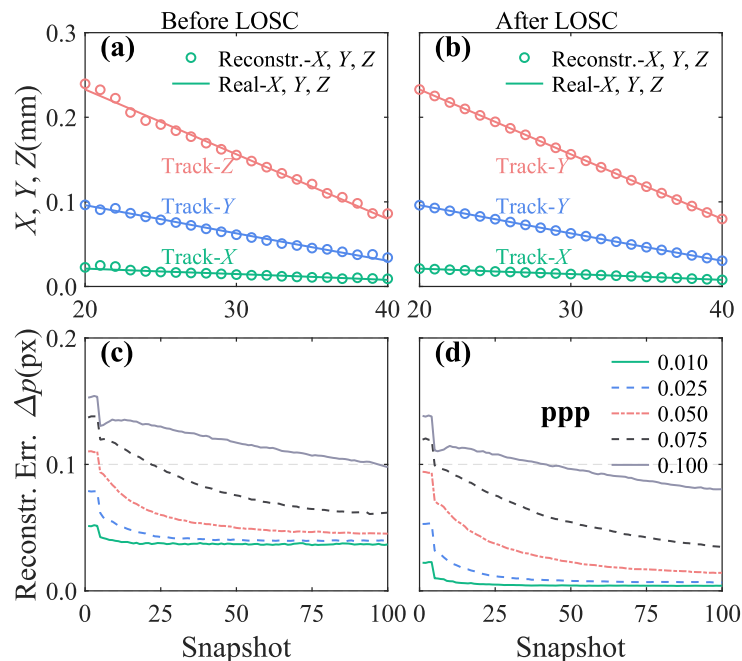 Before LOSC
After LOSC
X, Y, Z(mm)
0.3
0.2
0.1
0.0
(a)
Reconstr.-X, Y, Z
Real-X, Y, Z
Track-Z
Track-Y
Track-X
20
30
40
(b)
Reconstr.-X, Y, Z
Real-X, Y, Z
Track-Y
Track-Y
Track-X
20
30
40
Reconstr. Err. Δp(px)
0.2
0.1
0.0
(c)
0
25
50
75
100
Snapshot
(d)
ppp
0.010
0.025
0.050
0.075
0.100
0
25
50
75
100
Snapshot